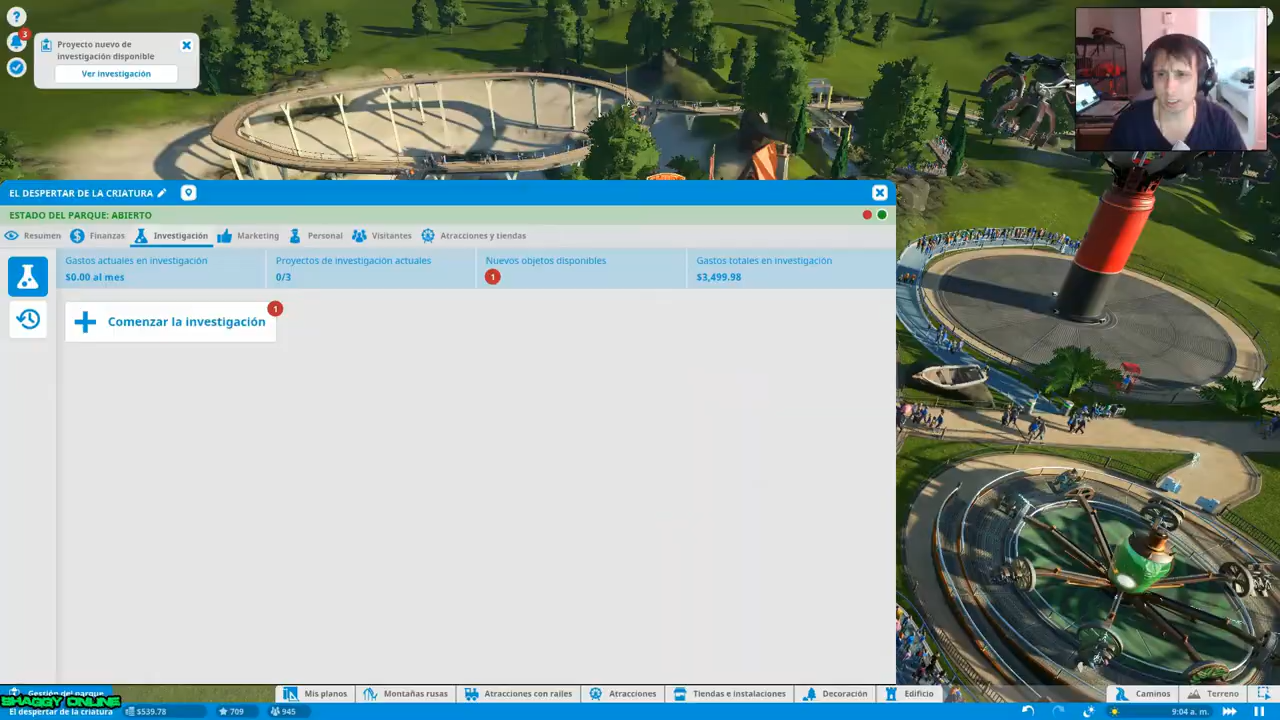 ?
3
Proyecto nuevo de
investigación disponible
Ver investigación
EL DESPERTAR DE LA CRIATURA
ESTADO DEL PARQUE: ABIERTO
Resumen Finanzas Investigación Marketing Personal Visitantes Atracciones y tiendas
Gastos actuales en investigación Proyectos de investigación actuales Nuevos objetos disponibles Gastos totales en investigación
$0.00 al mes 0/3 1 $3,499.98
Comenzar la investigación 1
Gestión del parque Mis planos Montañas rusas Atracciones con raíles Atracciones Tiendas e instalaciones Decoración Edificio Caminos Terreno
SHAGGY ONLINE
El despertar de la criatura $539.78 709 945 9:04 a. m.